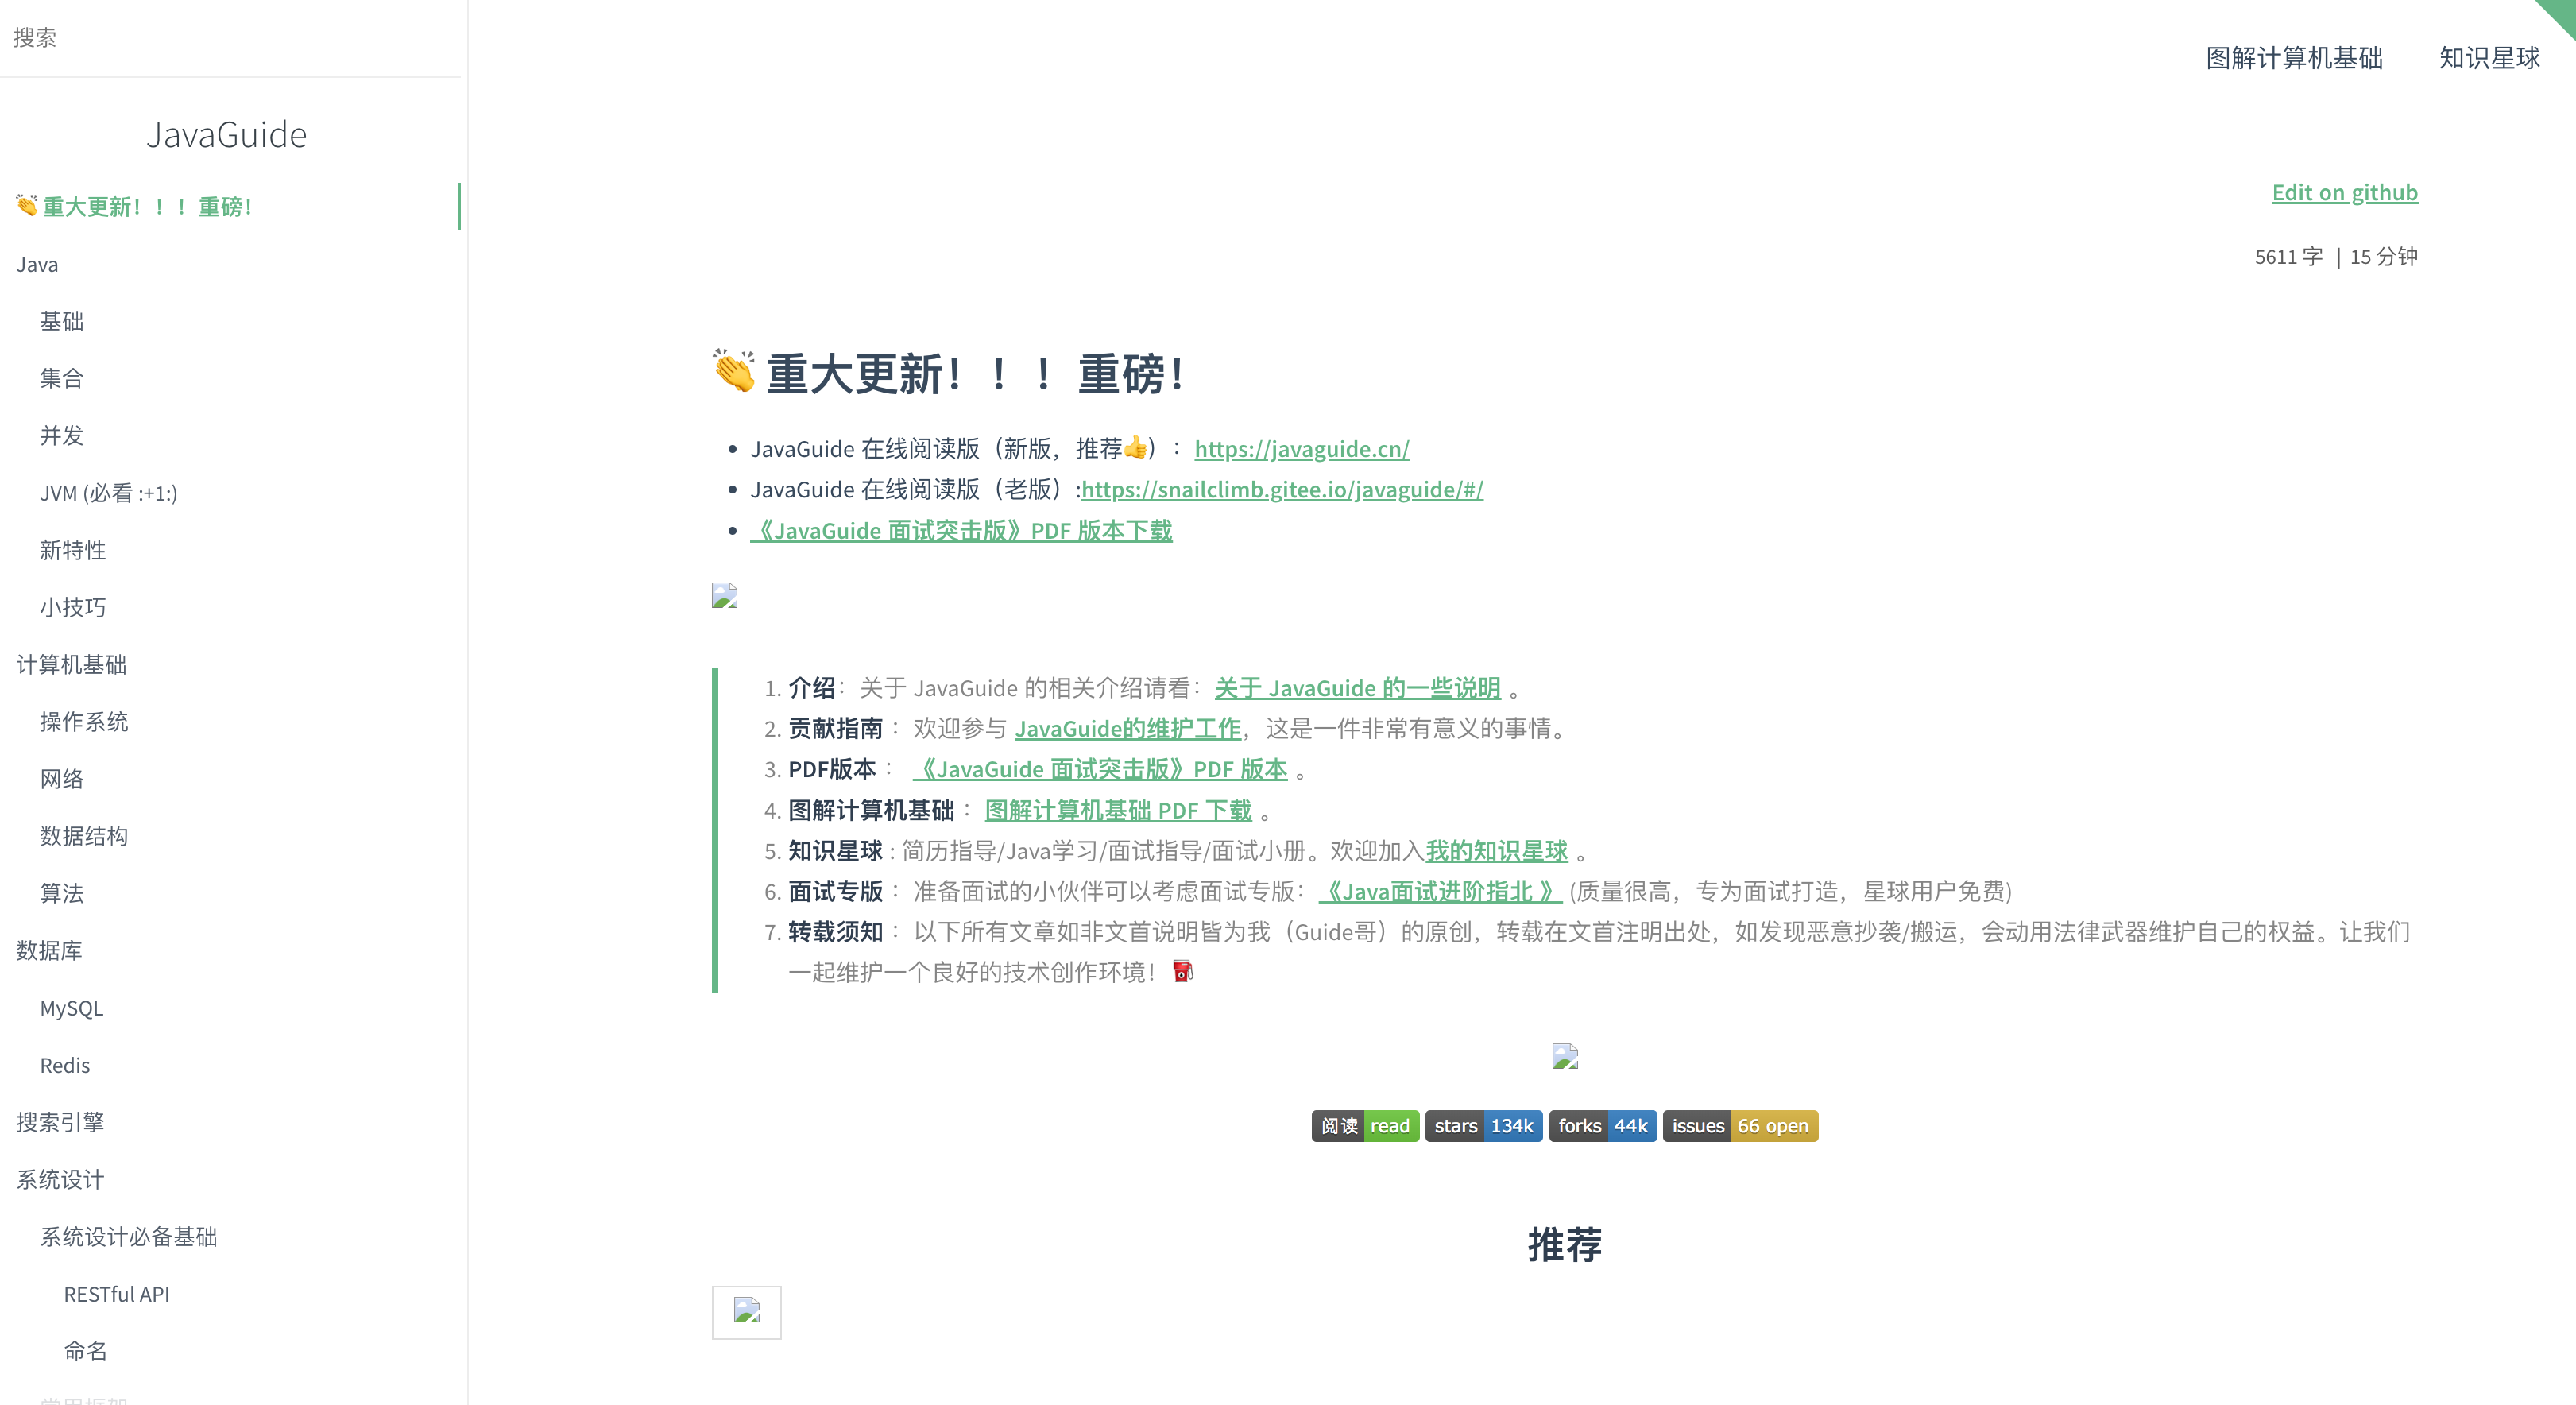 搜索
JavaGuide
👏 重大更新！！！重磅！
Java
基础
集合
并发
JVM (必看 :+1:)
新特性
小技巧
计算机基础
操作系统
网络
数据结构
算法
数据库
MySQL
Redis
搜索引擎
系统设计
系统设计必备基础
RESTful API
命名
常用框架
图解计算机基础 知识星球
Edit on github
5611 字 | 15 分钟
👏 重大更新！！！重磅！
• JavaGuide 在线阅读版（新版，推荐👍）：https://javaguide.cn/
• JavaGuide 在线阅读版（老版）:https://snailclimb.gitee.io/javaguide/#/
• 《JavaGuide 面试突击版》PDF 版本下载
1. 介绍：关于 JavaGuide 的相关介绍请看：关于 JavaGuide 的一些说明 。
2. 贡献指南 ：欢迎参与 JavaGuide的维护工作，这是一件非常有意义的事情。
3. PDF版本 ：《JavaGuide 面试突击版》PDF 版本 。
4. 图解计算机基础 ：图解计算机基础 PDF 下载 。
5. 知识星球 : 简历指导/Java学习/面试指导/面试小册。欢迎加入我的知识星球 。
6. 面试专版 ：准备面试的小伙伴可以考虑面试专版：《Java面试进阶指北 》 (质量很高，专为面试打造，星球用户免费)
7. 转载须知 ：以下所有文章如非文首说明皆为我（Guide哥）的原创，转载在文首注明出处，如发现恶意抄袭/搬运，会动用法律武器维护自己的权益。让我们
一起维护一个良好的技术创作环境！⛽
阅读 read stars 134k forks 44k issues 66 open
推荐